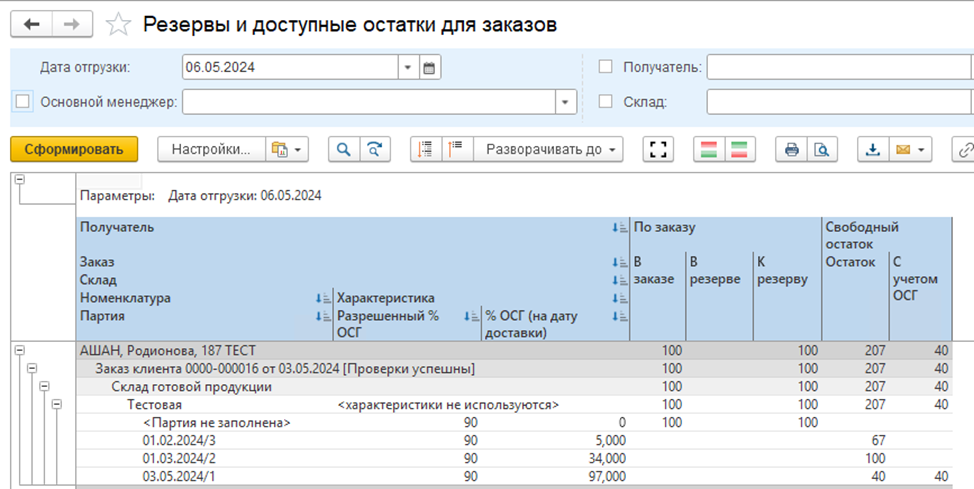 Резервы и доступные остатки для заказов
Дата отгрузки: 06.05.2024 Получатель:
Основной менеджер: Склад:
Сформировать Настройки... Разворачивать до
Параметры: Дата отгрузки: 06.05.2024
Получатель По заказу Свободный остаток
Заказ В заказе В резерве К резерву Остаток С учетом ОСГ
Склад
Номенклатура Характеристика
Партия Разрешенный % ОСГ % ОСГ (на дату доставки)
АШАН, Родионова, 187 ТЕСТ 100 100 207 40
Заказ клиента 0000-000016 от 03.05.2024 [Проверки успешны] 100 100 207 40
Склад готовой продукции 100 100 207 40
Тестовая <характеристики не используются> 100 100 207 40
<Партия не заполнена> 90 0 100 100
01.02.2024/3 90 5,000 67
01.03.2024/2 90 34,000 100
03.05.2024/1 90 97,000 40 40